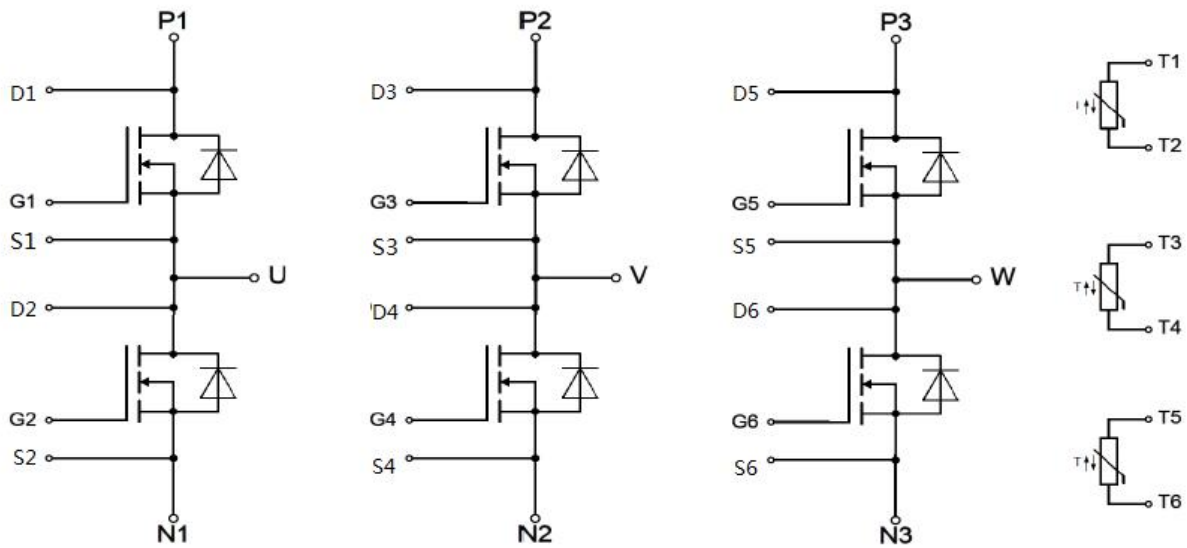 P1 P2 P3
D1 D3 D5 T1
T2
G1 G3 G5
S1 S3 S5 T3
U V W
D2 'D4 D6
T T4
G2 G4 G6 T5
S2 S4 S6 T
T6
N1 N2 N3